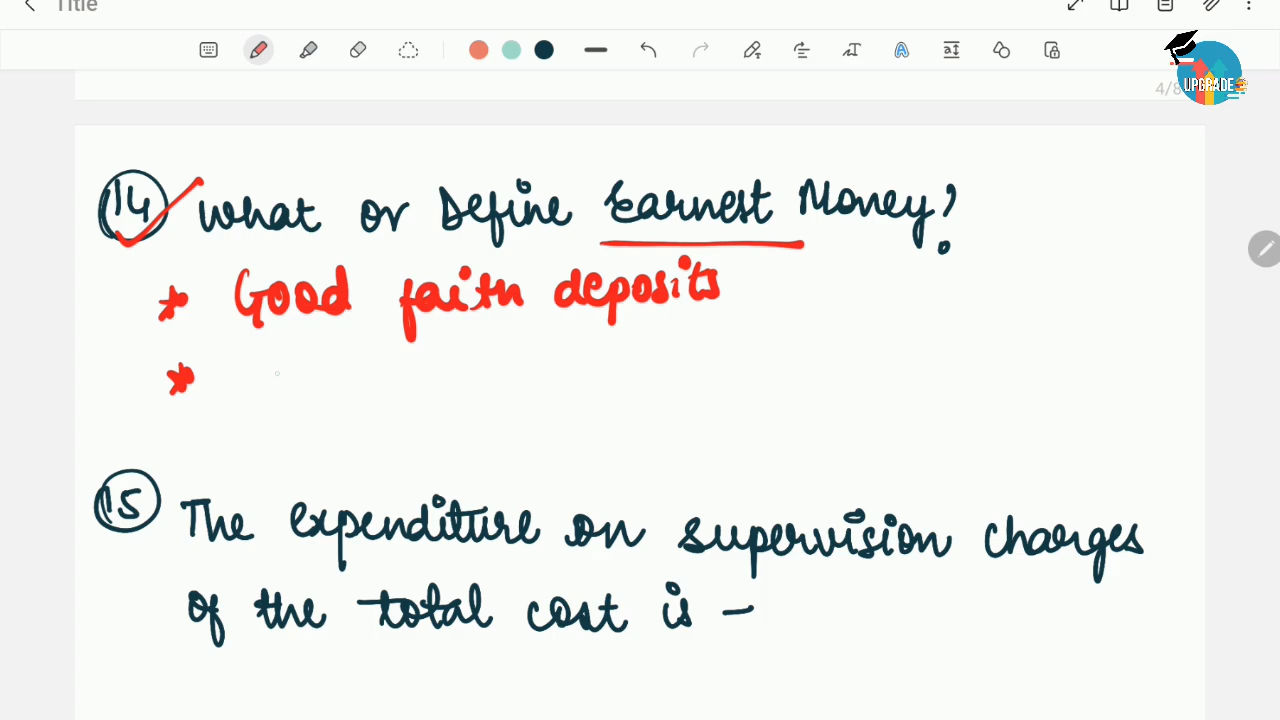 Title
4/8
UPGRADE
14 What or Define Earnest Money?
* Good faith deposits
*
15 The expenditure on supervision charges
of the total cost is –